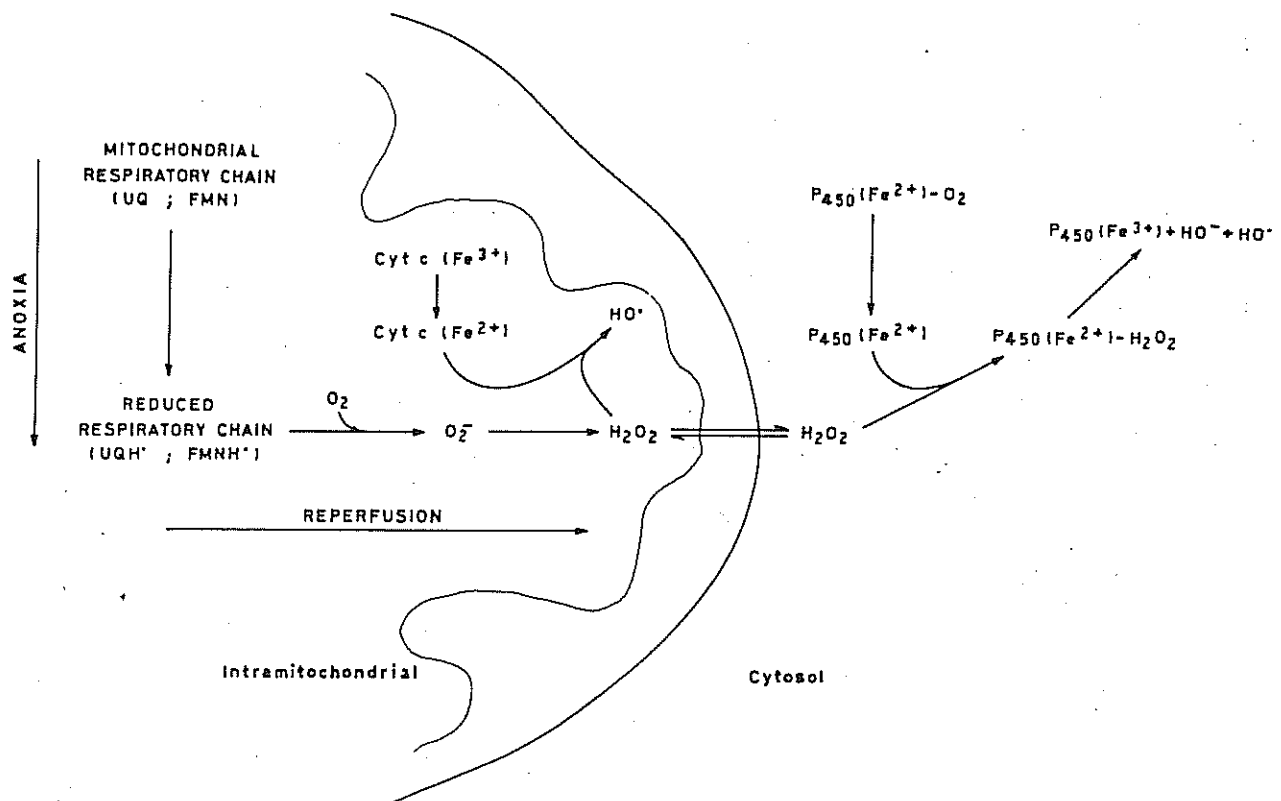 ANOXIA
MITOCHONDRIAL
RESPIRATORY CHAIN
(UQ ; FMN)
REDUCED
RESPIRATORY CHAIN
(UQH• ; FMNH•)
O₂
O₂⁻
Cyt c (Fe³⁺)
Cyt c (Fe²⁺)
HO•
H₂O₂
H₂O₂
P₄₅₀(Fe²⁺)-O₂
P₄₅₀(Fe²⁺)
P₄₅₀(Fe²⁺)-H₂O₂
P₄₅₀(Fe³⁺)+HO⁻+HO•
REPERFUSION
Intramitochondrial
Cytosol